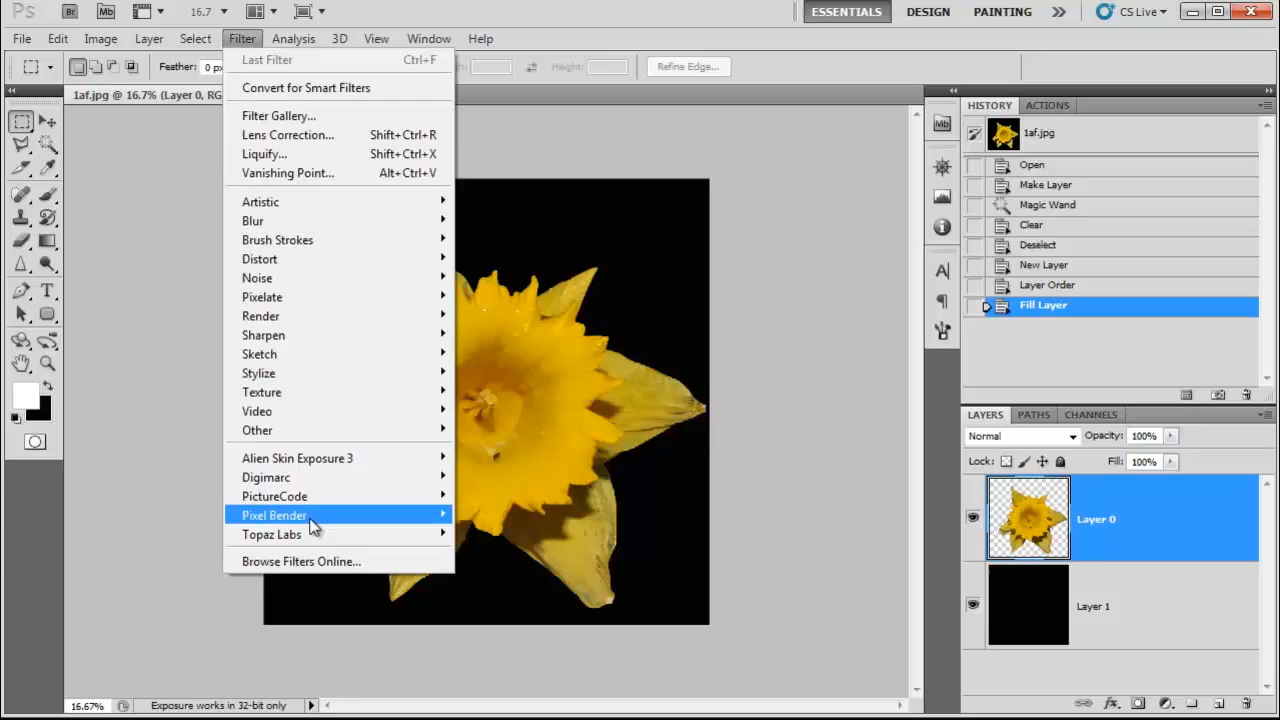 Ps Br Mb 16.7 ESSENTIALS DESIGN PAINTING CS Live
File Edit Image Layer Select Filter Analysis 3D View Window Help
Feather: 0 px Height: Refine Edge...
1af.jpg @ 16.7% (Layer 0, RG
Last Filter Ctrl+F
Convert for Smart Filters
Filter Gallery...
Lens Correction... Shift+Ctrl+R
Liquify... Shift+Ctrl+X
Vanishing Point... Alt+Ctrl+V
Artistic
Blur
Brush Strokes
Distort
Noise
Pixelate
Render
Sharpen
Sketch
Stylize
Texture
Video
Other
Alien Skin Exposure 3
Digimarc
PictureCode
Pixel Bender
Topaz Labs
Browse Filters Online...
Mb
HISTORY ACTIONS
1af.jpg
Open
Make Layer
Magic Wand
Clear
Deselect
New Layer
Layer Order
Fill Layer
LAYERS PATHS CHANNELS
Normal Opacity: 100%
Lock: Fill: 100%
Layer 0
Layer 1
16.67% Exposure works in 32-bit only